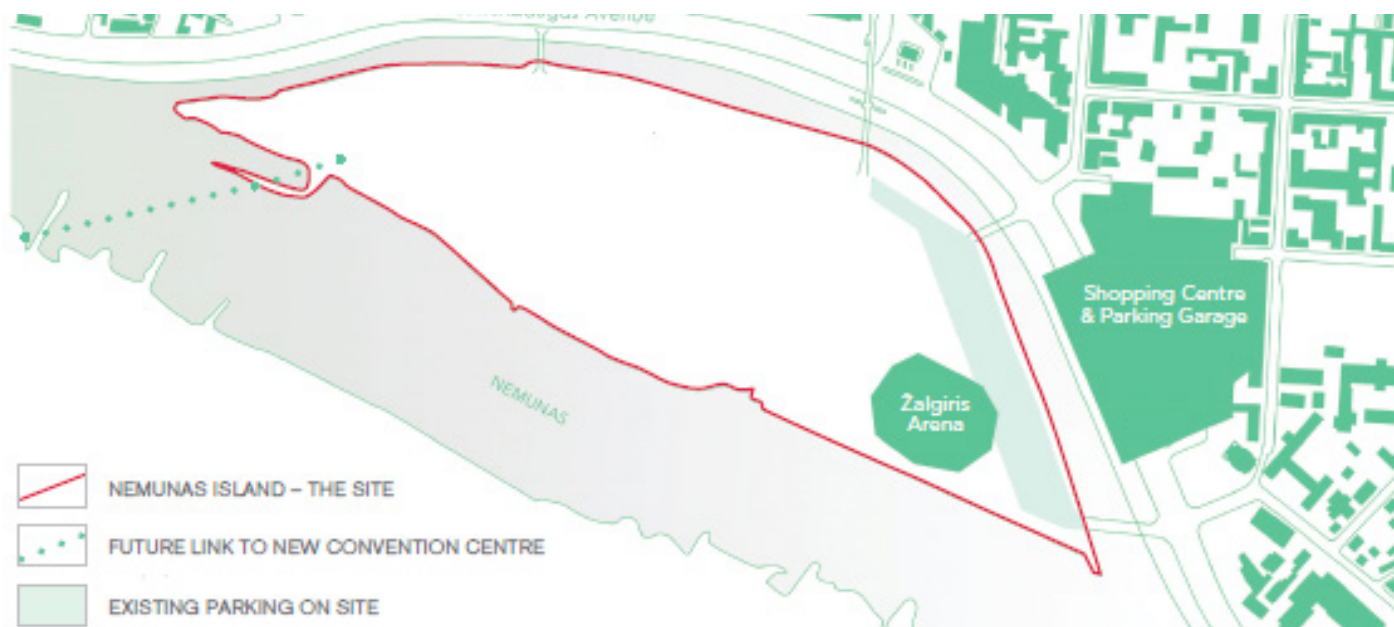 Avenue
Shopping Centre
& Parking Garage
NEMUNAS
Žalgiris
Arena
NEMUNAS ISLAND – THE SITE
FUTURE LINK TO NEW CONVENTION CENTRE
EXISTING PARKING ON SITE